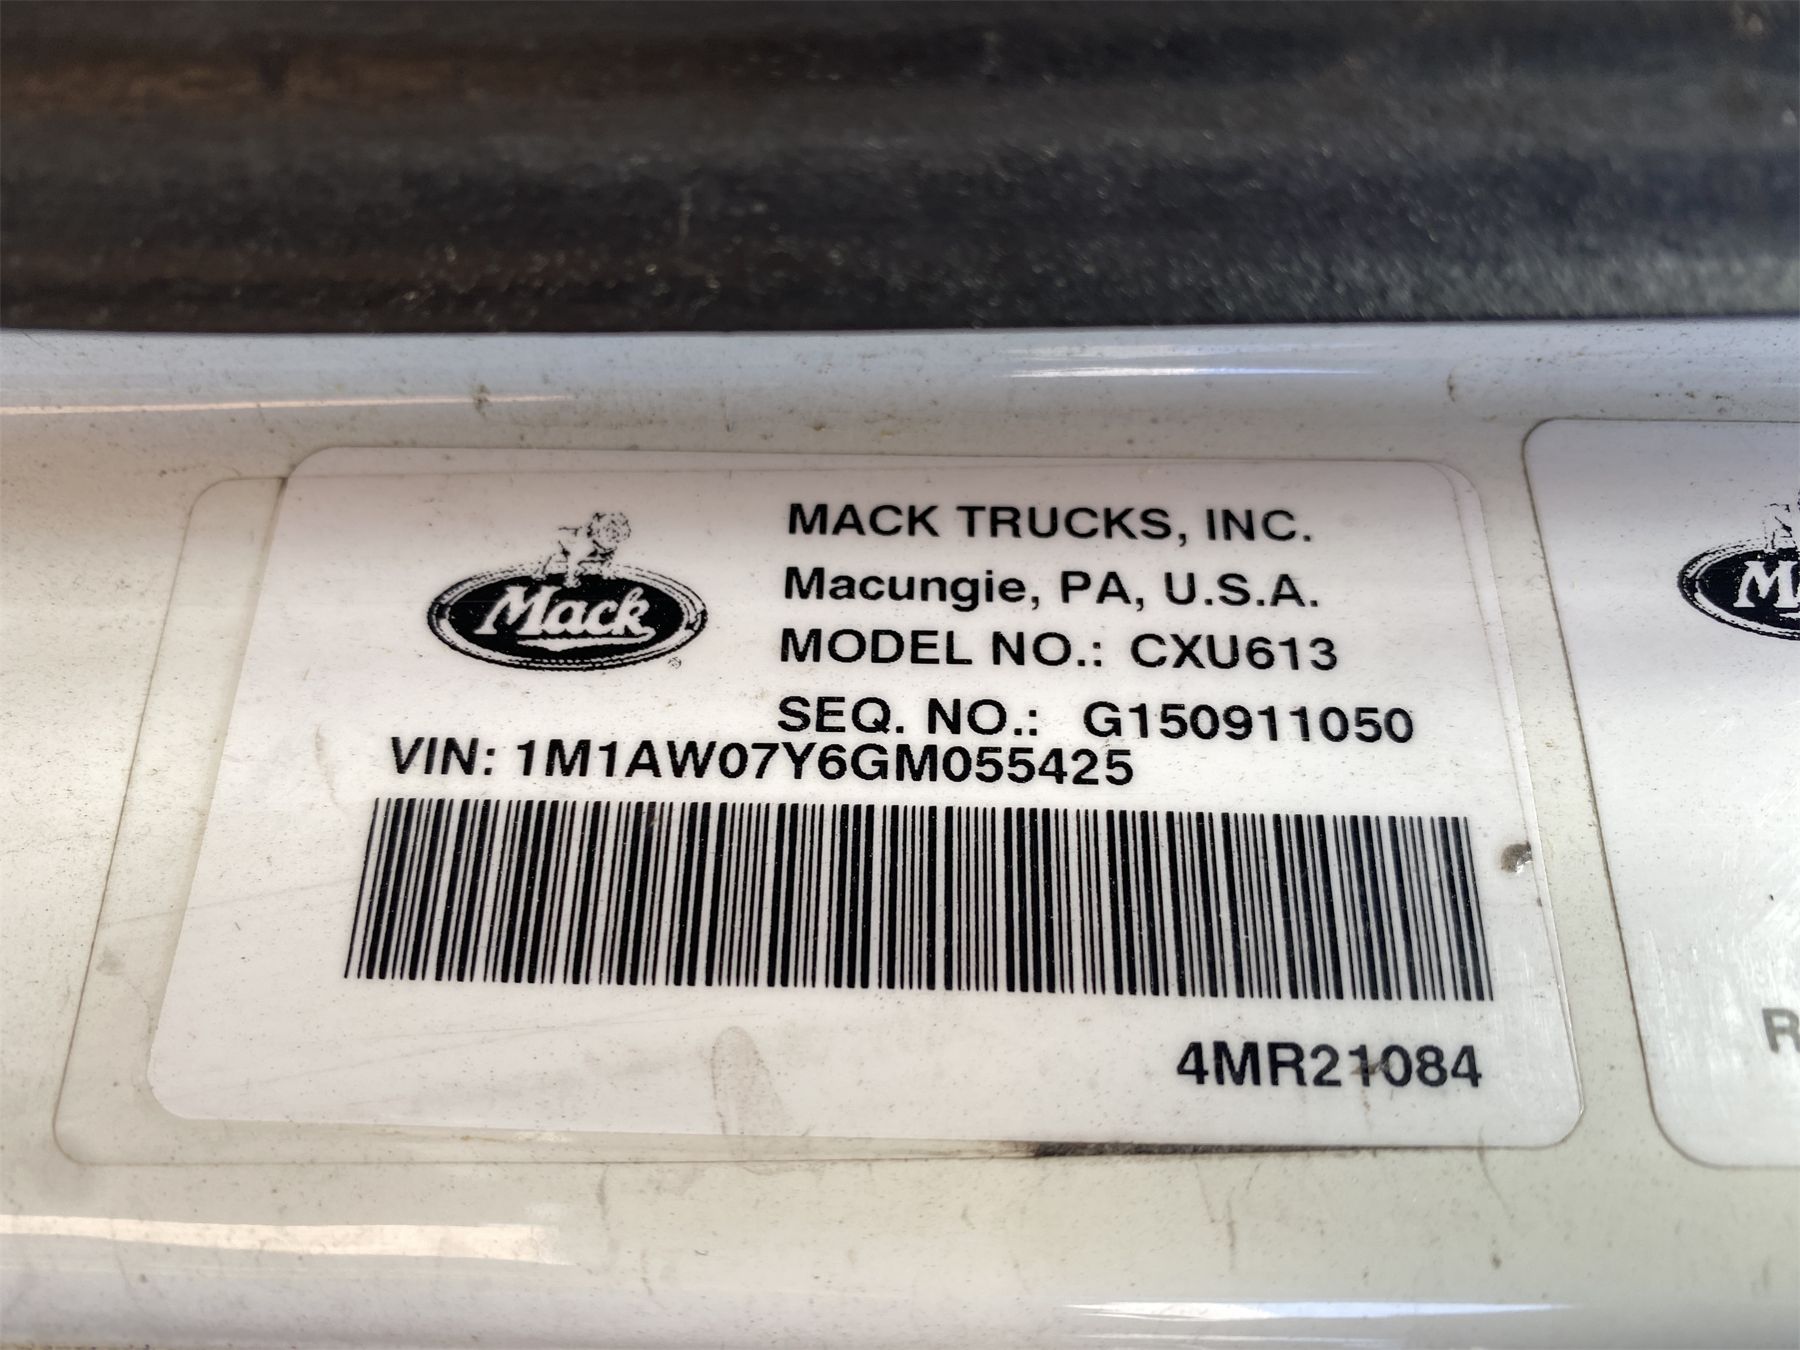 MACK TRUCKS, INC.
Macungie, PA, U.S.A.
Mack
®
MODEL NO.: CXU613
SEQ. NO.: G150911050
VIN: 1M1AW07Y6GM055425
4MR21084
M
R